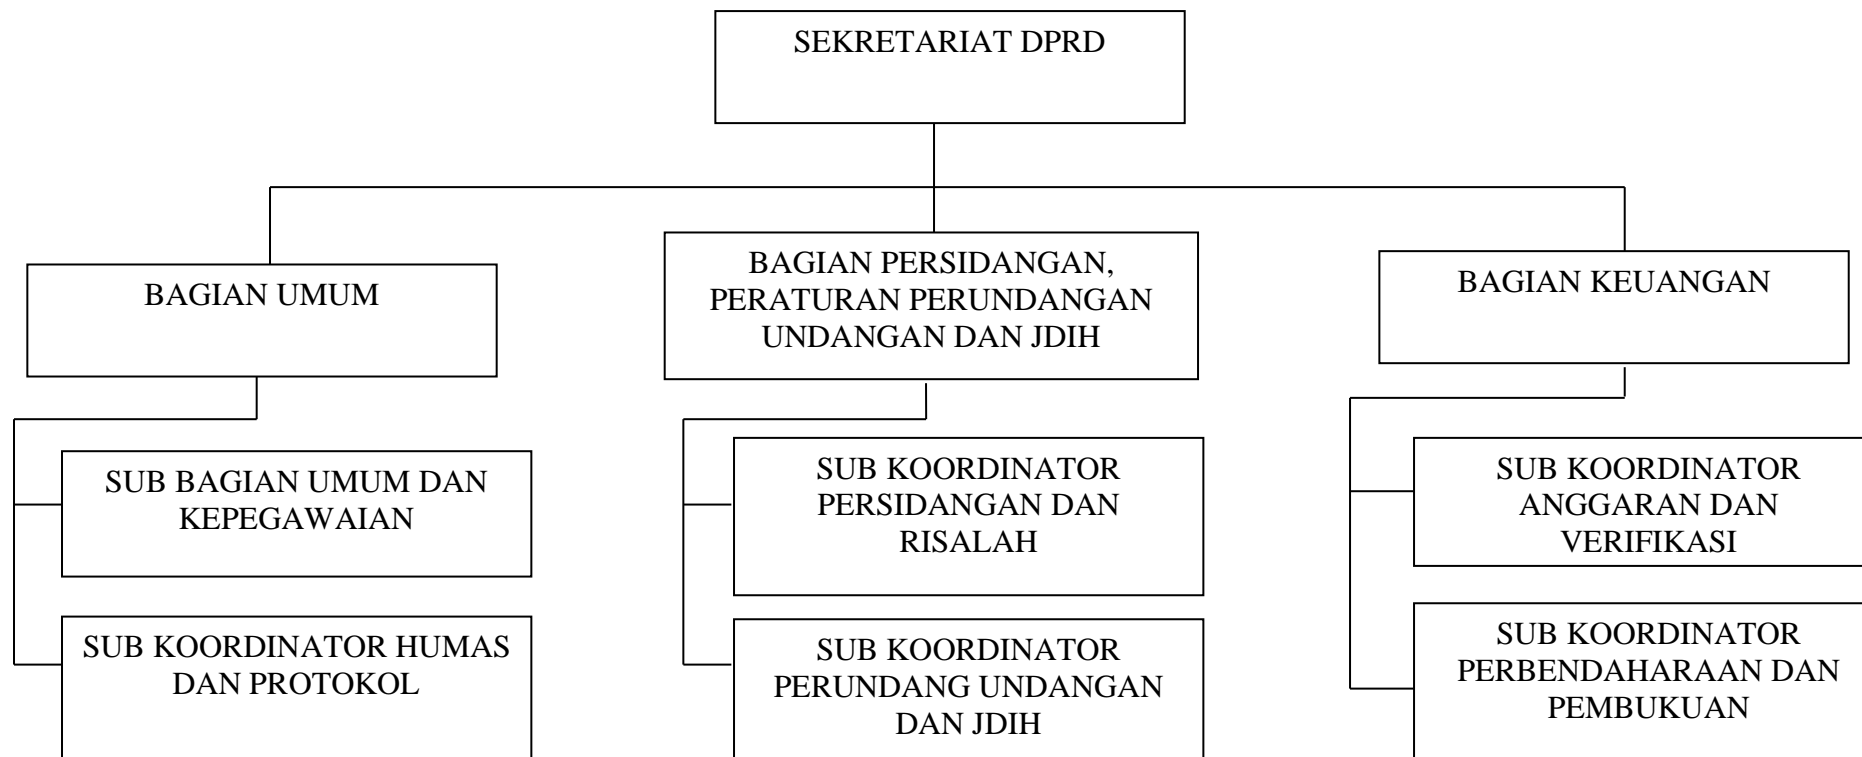 SEKRETARIAT DPRD
BAGIAN UMUM
BAGIAN PERSIDANGAN,
PERATURAN PERUNDANGAN
UNDANGAN DAN JDIH
BAGIAN KEUANGAN
SUB BAGIAN UMUM DAN
KEPEGAWAIAN
SUB KOORDINATOR HUMAS
DAN PROTOKOL
SUB KOORDINATOR
PERSIDANGAN DAN
RISALAH
SUB KOORDINATOR
PERUNDANG UNDANGAN
DAN JDIH
SUB KOORDINATOR
ANGGARAN DAN
VERIFIKASI
SUB KOORDINATOR
PERBENDAHARAAN DAN
PEMBUKUAN